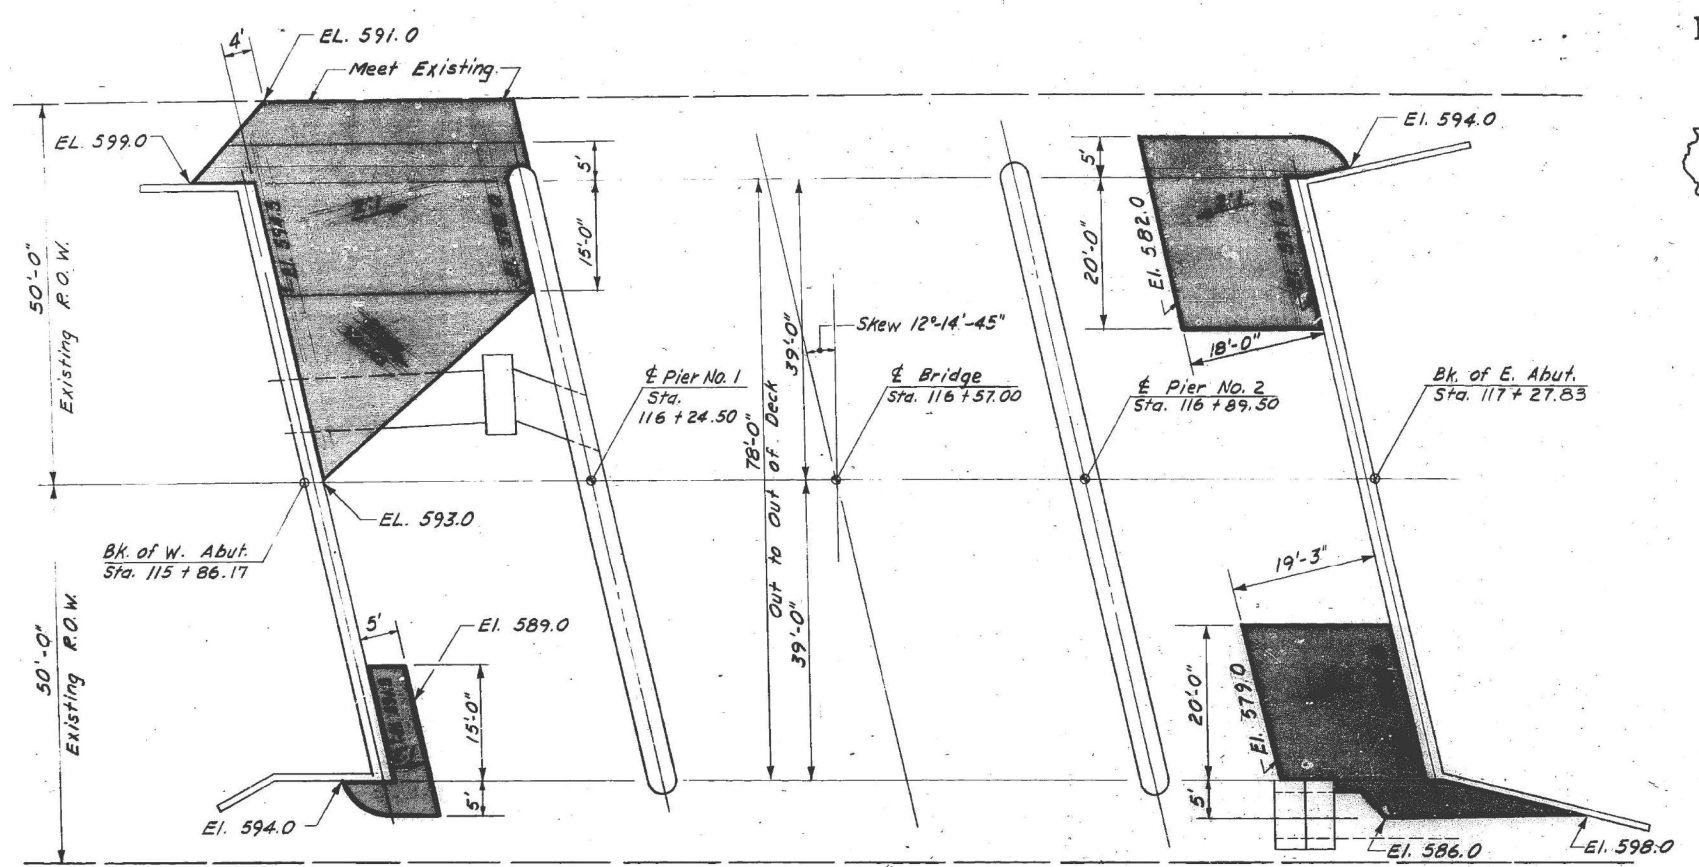 4'
EL. 591.0
Meet Existing
EL. 599.0
El. 594.0
5'
5'
2:1
2:1
50'-0"
Existing R.O.W.
15'-0"
20'-0"
El. 582.0
39'-0"
Skew 12°-14'-45"
18'-0"
℄ Pier No. 1
Sta.
116 + 24.50
℄ Bridge
Sta. 116 + 57.00
℄ Pier No. 2
Sta. 116 + 89.50
Bk. of E. Abut.
Sta. 117 + 27.83
78'-0"
Out to Out of Deck
EL. 593.0
Bk. of W. Abut.
Sta. 115 + 86.17
19'-3"
50'-0"
Existing R.O.W.
5'
El. 589.0
39'-0"
15'-0"
20'-0"
El. 579.0
5'
5'
El. 594.0
El. 586.0
El. 598.0